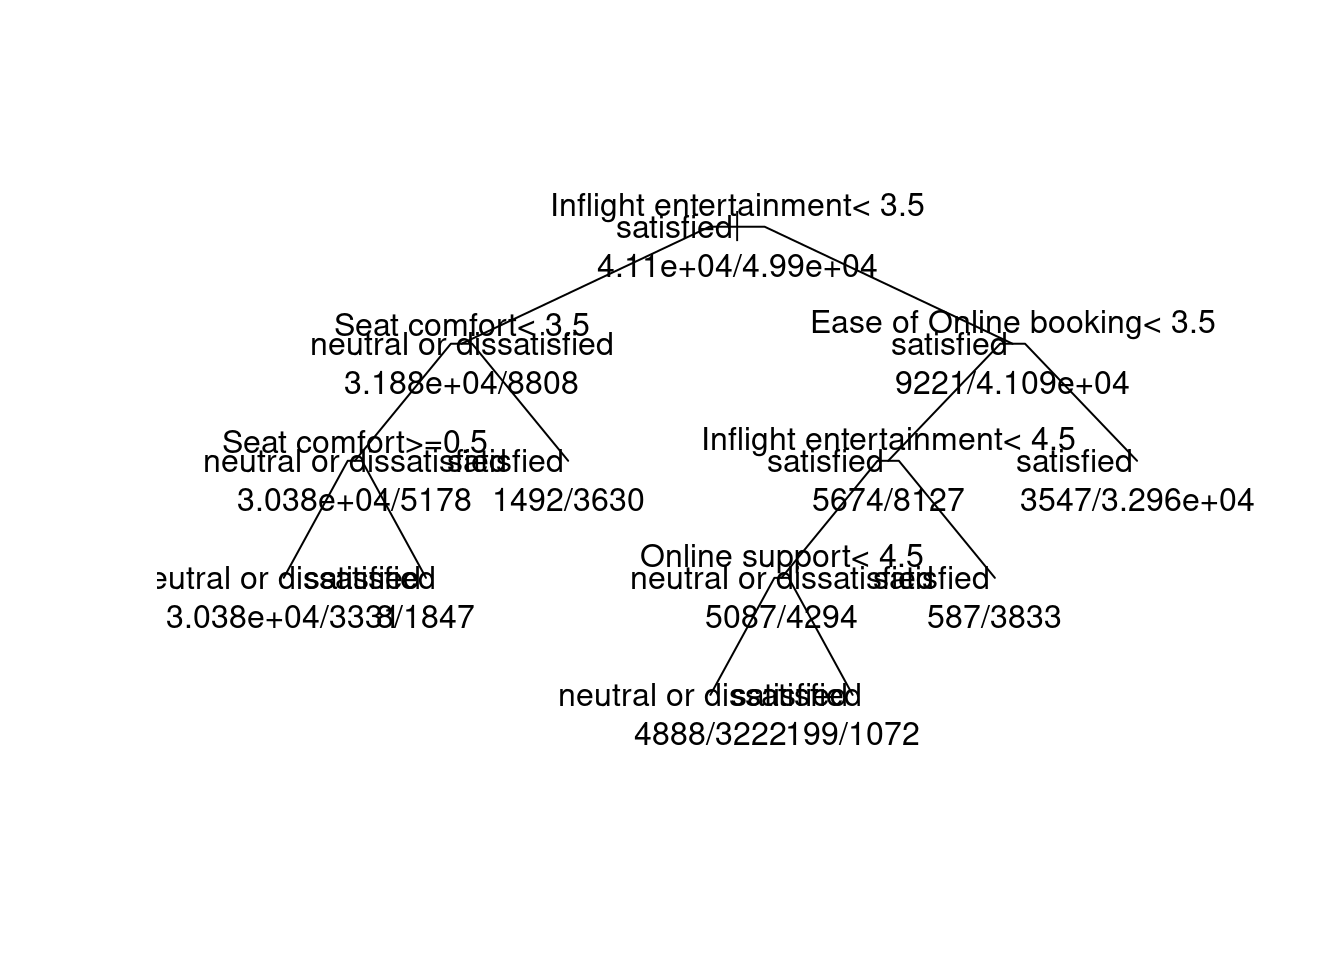 Inflight entertainment< 3.5
satisfied
4.11e+04/4.99e+04
Seat comfort< 3.5
neutral or dissatisfied
3.188e+04/8808
Ease of Online booking< 3.5
satisfied
9221/4.109e+04
Seat comfort>=0.5
neutral or dissatisfied
3.038e+04/5178
satisfied
1492/3630
Inflight entertainment< 4.5
satisfied
5674/8127
satisfied
3547/3.296e+04
eutral or dissatisfied
3.038e+04/3331
satisfied
8/1847
Online support< 4.5
neutral or dissatisfied
5087/4294
satisfied
587/3833
neutral or dissatisfied
4888/3222
satisfied
199/1072